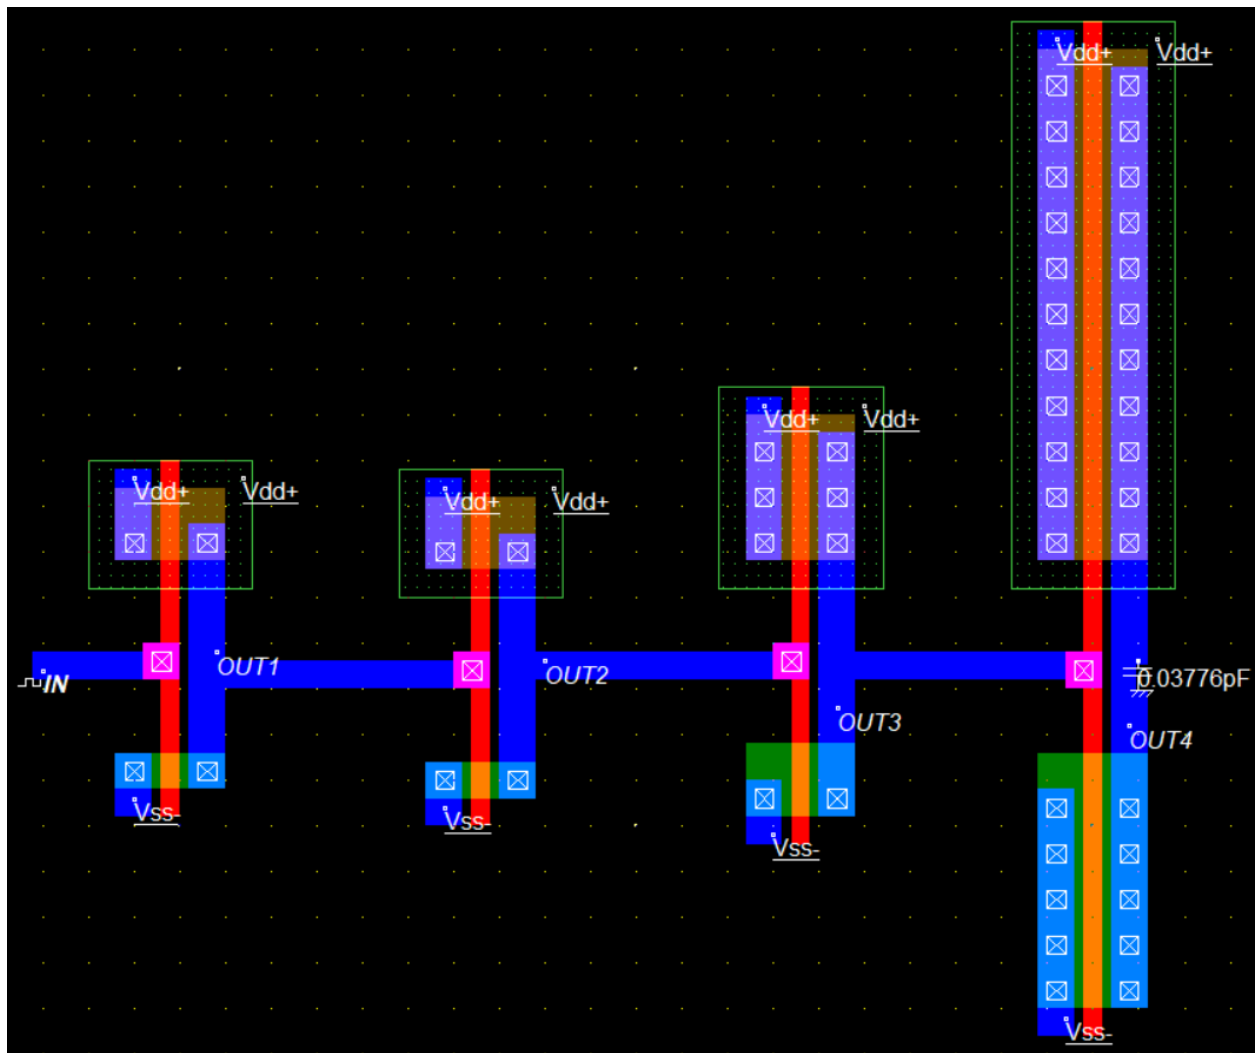 Vdd+ Vdd+
Vdd+ Vdd+
Vdd+ Vdd+
Vdd+ Vdd+
IN
OUT1
OUT2
OUT3
0.03776pF
OUT4
Vss-
Vss-
Vss-
Vss-